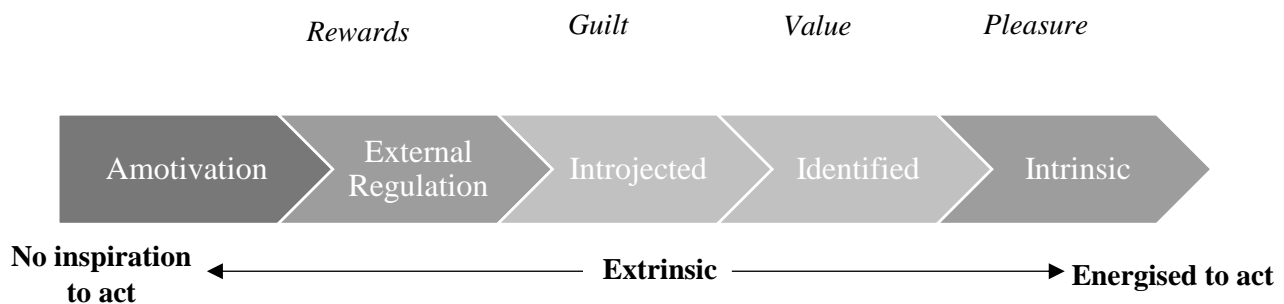 Rewards Guilt Value Pleasure
Amotivation
External
Regulation
Introjected
Identified
Intrinsic
No inspiration
to act
Extrinsic
Energised to act